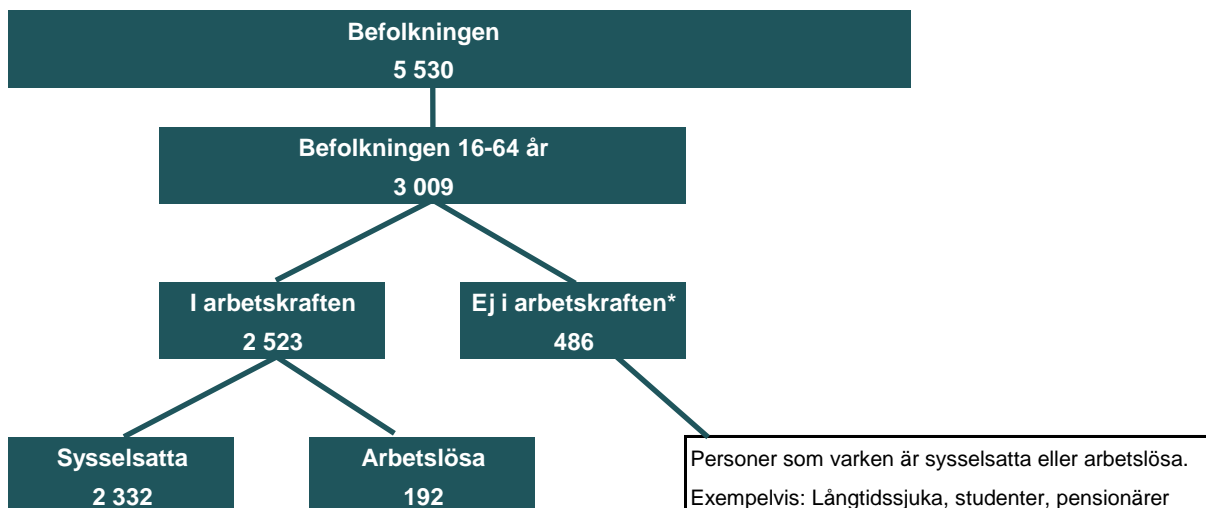 Befolkningen
5 530
Befolkningen 16-64 år
3 009
I arbetskraften
2 523
Ej i arbetskraften*
486
Sysselsatta
2 332
Arbetslösa
192
Personer som varken är sysselsatta eller arbetslösa.
Exempelvis: Långtidssjuka, studenter, pensionärer